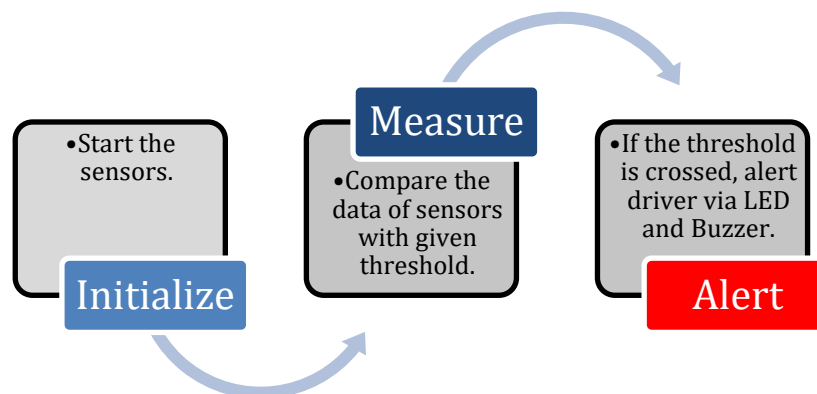 •Start the
sensors.
Initialize
Measure
•Compare the
data of sensors
with given
threshold.
•If the threshold
is crossed, alert
driver via LED
and Buzzer.
Alert